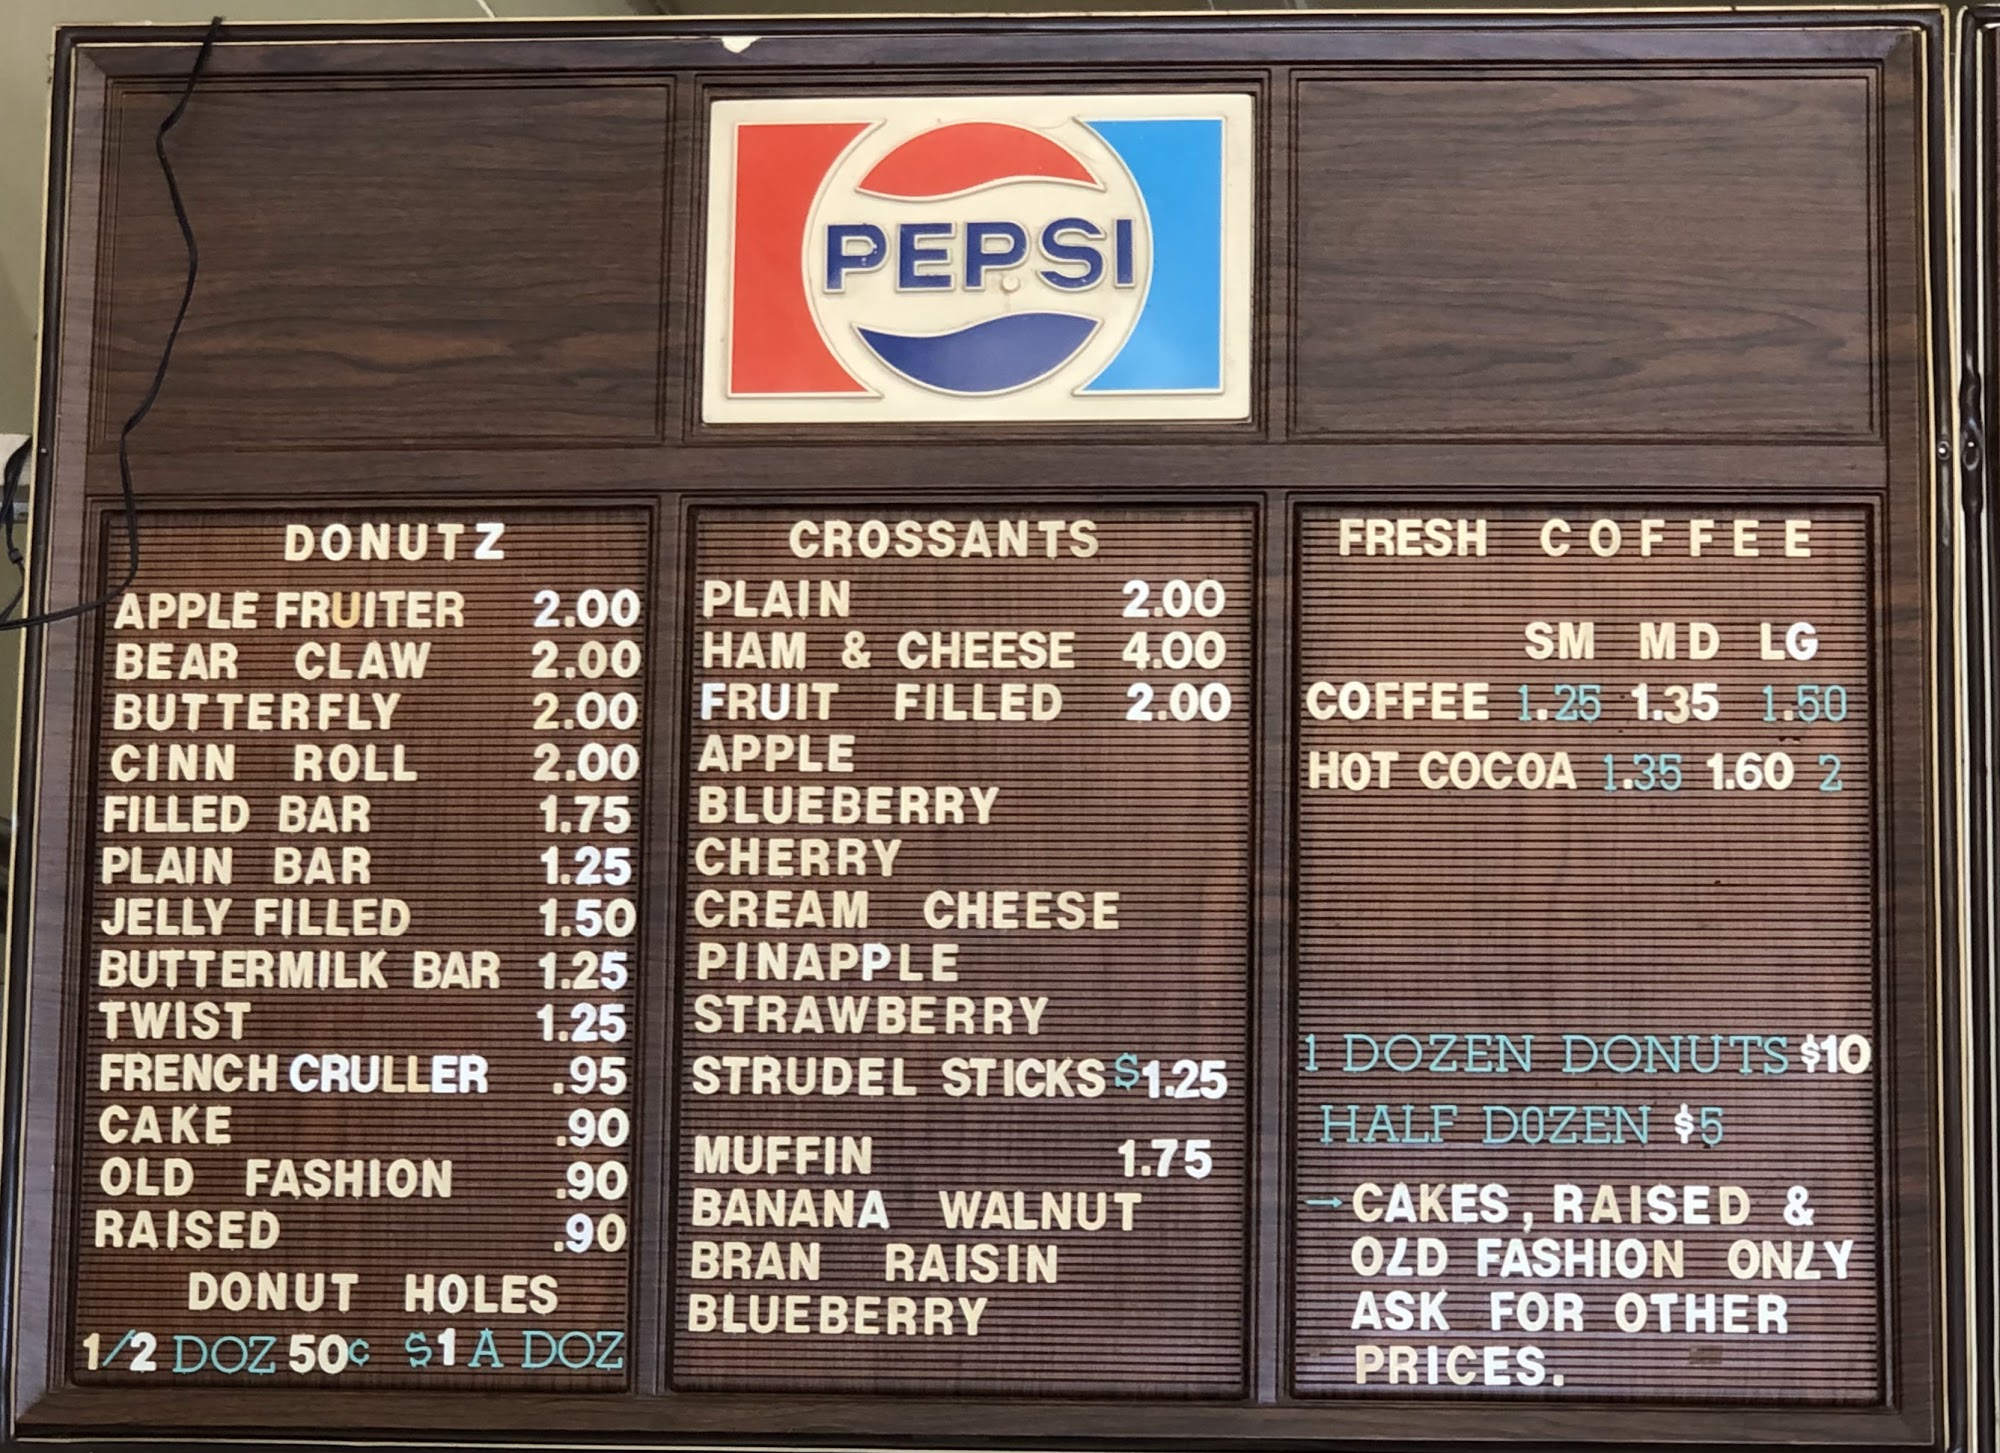 PEPSI
DONUTZ
APPLE FRUITER 2.00
BEAR CLAW 2.00
BUTTERFLY 2.00
CINN ROLL 2.00
FILLED BAR 1.75
PLAIN BAR 1.25
JELLY FILLED 1.50
BUTTERMILK BAR 1.25
TWIST 1.25
FRENCH CRULLER .95
CAKE .90
OLD FASHION .90
RAISED .90
DONUT HOLES
1/2 DOZ 50¢ $1 A DOZ
CROSSANTS
PLAIN 2.00
HAM & CHEESE 4.00
FRUIT FILLED 2.00
APPLE
BLUEBERRY
CHERRY
CREAM CHEESE
PINAPPLE
STRAWBERRY
STRUDEL STICKS $1.25
MUFFIN 1.75
BANANA WALNUT
BRAN RAISIN
BLUEBERRY
FRESH COFFEE
SM MD LG
COFFEE 1.25 1.35 1.50
HOT COCOA 1.35 1.60 2
1 DOZEN DONUTS $10
HALF DOZEN $5
→CAKES, RAISED &
OLD FASHION ONLY
ASK FOR OTHER
PRICES.